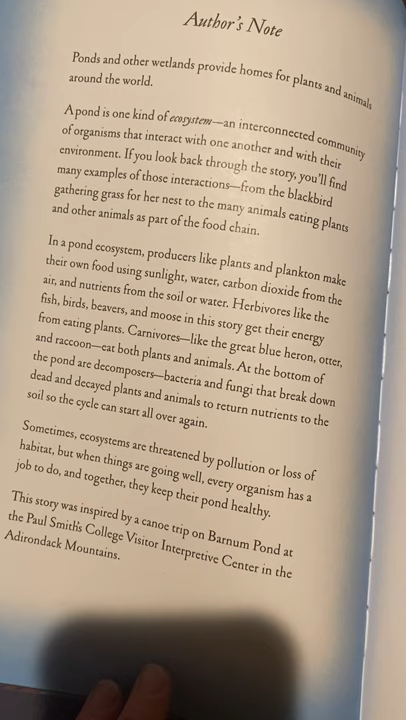 Author's Note
Ponds and other wetlands provide homes for plants and animals
around the world.
A pond is one kind of ecosystem—an interconnected community
of organisms that interact with one another and with their
environment. If you look back through the story, you'll find
many examples of those interactions—from the blackbird
gathering grass for her nest to the many animals eating plants
and other animals as part of the food chain.
In a pond ecosystem, producers like plants and plankton make
their own food using sunlight, water, carbon dioxide from the
air, and nutrients from the soil or water. Herbivores like the
fish, birds, beavers, and moose in this story get their energy
from eating plants. Carnivores—like the great blue heron, otter,
and raccoon—eat both plants and animals. At the bottom of
the pond are decomposers—bacteria and fungi that break down
dead and decayed plants and animals to return nutrients to the
soil so the cycle can start all over again.
Sometimes, ecosystems are threatened by pollution or loss of
habitat, but when things are going well, every organism has a
job to do, and together, they keep their pond healthy.
This story was inspired by a canoe trip on Barnum Pond at
the Paul Smith's College Visitor Interpretive Center in the
Adirondack Mountains.